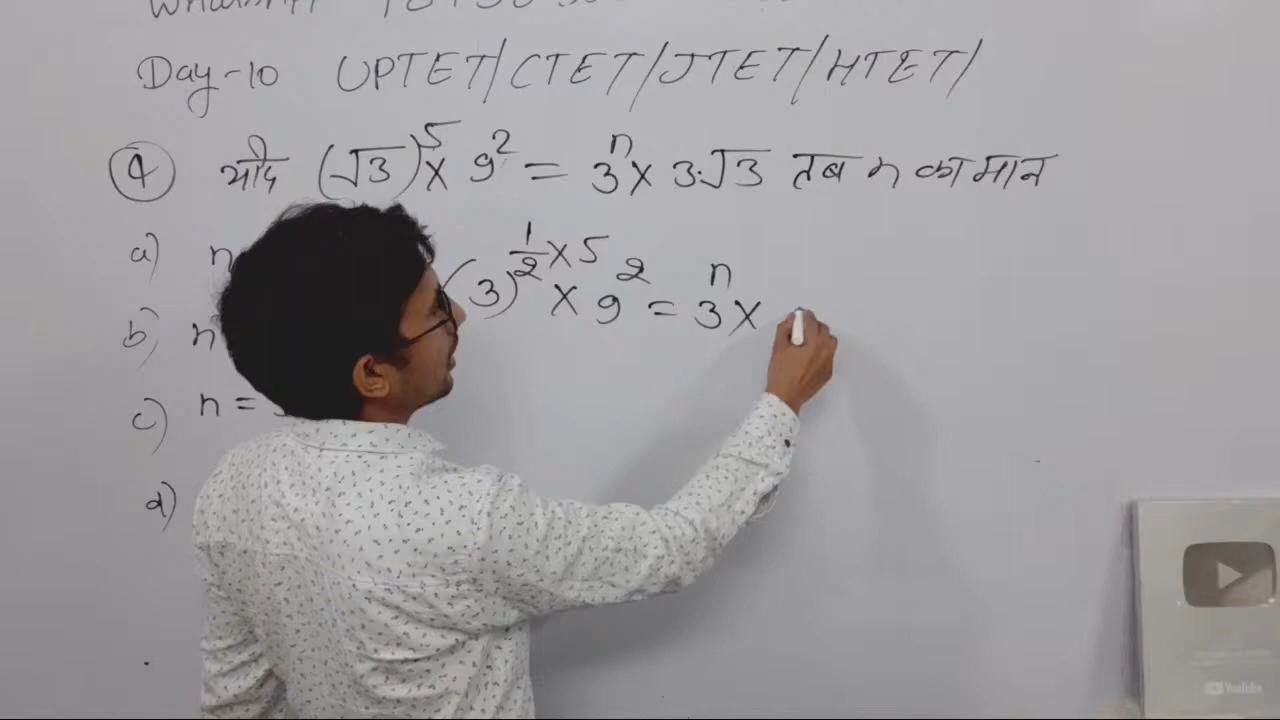 Day-10 UPTET/CTET/JTET/HTET/
④ यदि (√3)⁵ × 9² = 3ⁿ × 3·√3 तब n का मान
(3)^{1/2 × 5} × 9² = 3ⁿ ×
a) n
b) n
c) n =
d)
YouTube